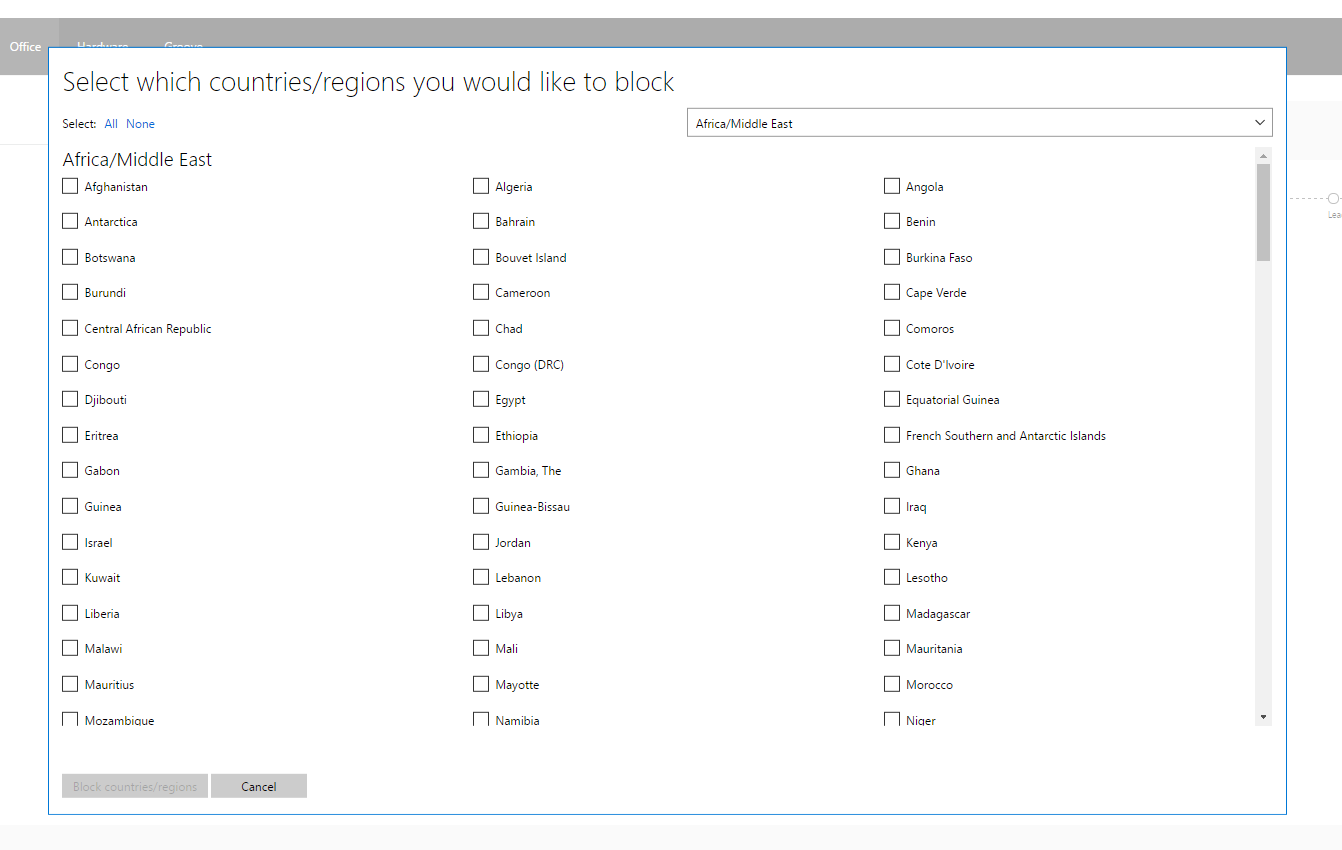 Office Hardware Groove
Select which countries/regions you would like to block
Select: All None Africa/Middle East
Africa/Middle East
Afghanistan Algeria Angola
Antarctica Bahrain Benin
Botswana Bouvet Island Burkina Faso
Burundi Cameroon Cape Verde
Central African Republic Chad Comoros
Congo Congo (DRC) Cote D'Ivoire
Djibouti Egypt Equatorial Guinea
Eritrea Ethiopia French Southern and Antarctic Islands
Gabon Gambia, The Ghana
Guinea Guinea-Bissau Iraq
Israel Jordan Kenya
Kuwait Lebanon Lesotho
Liberia Libya Madagascar
Malawi Mali Mauritania
Mauritius Mayotte Morocco
Mozambique Namibia Niger
Block countries/regions Cancel